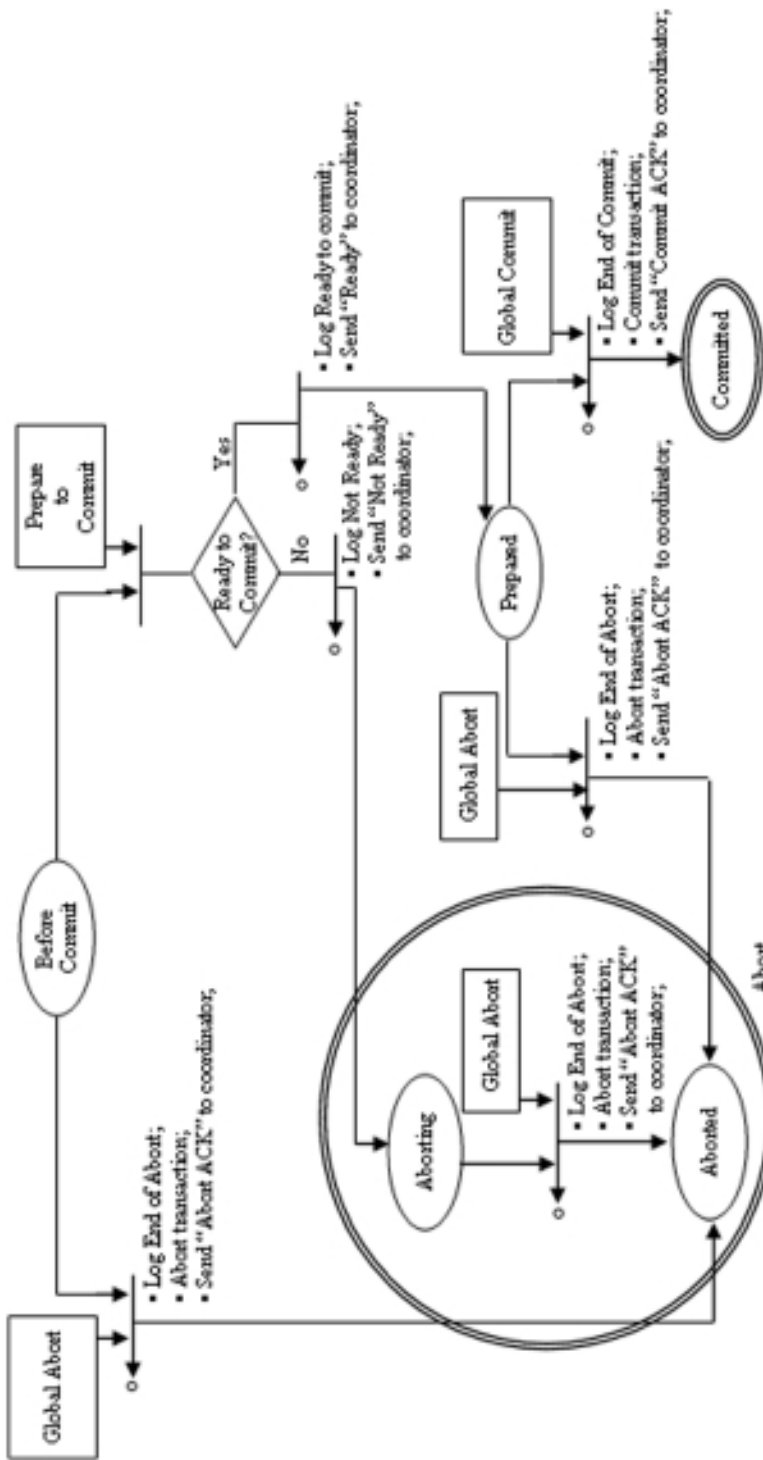 Before
Commit
Global Abort
▪ Log End of Abort;
▪ Abort transaction;
▪ Send “Abort ACK” to coordinator;
Prepare
to
Commit
Ready to
Commit?
Yes
No
▪ Log Ready to commit;
▪ Send “Ready” to coordinator;
▪ Log Not Ready;
▪ Send “Not Ready”
to coordinator;
Aborting
Global Abort
▪ Log End of Abort;
▪ Abort transaction;
▪ Send “Abort ACK”
to coordinator;
Aborted
Abort
Prepared
Global Abort
▪ Log End of Abort;
▪ Abort transaction;
▪ Send “Abort ACK” to coordinator;
Global Commit
▪ Log End of Commit;
▪ Commit transaction;
▪ Send “Commit ACK” to coordinator;
Committed